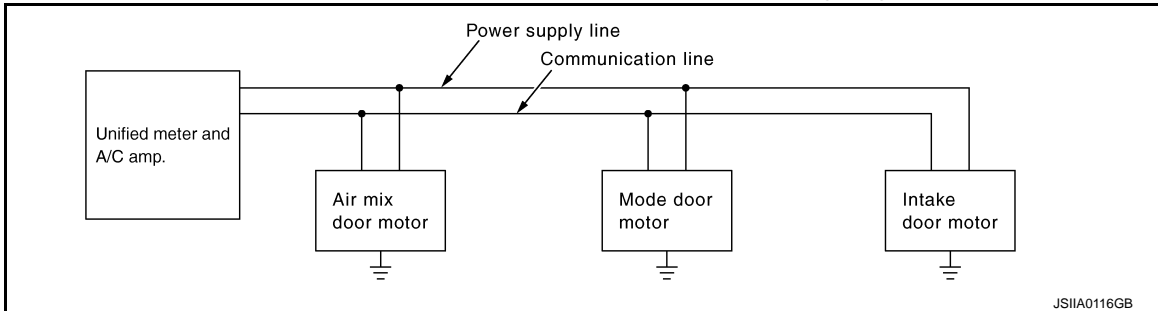 Power supply line
Communication line
Unified meter and
A/C amp.
Air mix
door motor
Mode door
motor
Intake
door motor
JSIIA0116GB